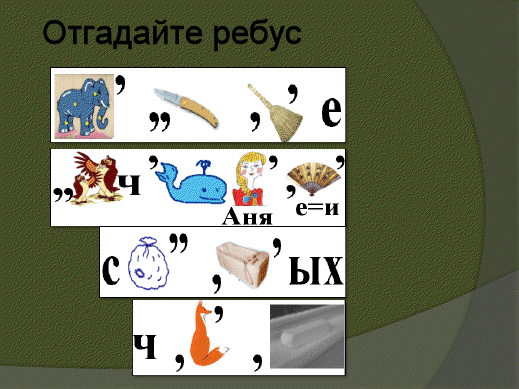 Отгадайте ребус
’ ,, , ’ е
,, ч ’ Аня ’ , е=и ’
с ’’ , ’ ых
ч , ’ ,